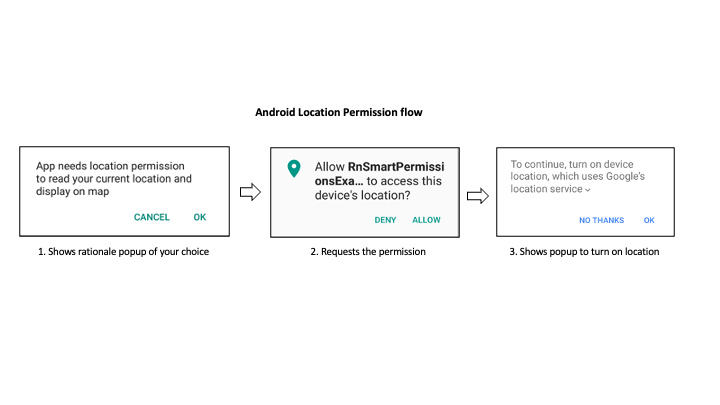 Android Location Permission flow
App needs location permission
to read your current location and
display on map
CANCEL OK
1. Shows rationale popup of your choice
Allow RnSmartPermissi
onsExa... to access this
device's location?
DENY ALLOW
2. Requests the permission
To continue, turn on device
location, which uses Google's
location service
NO THANKS OK
3. Shows popup to turn on location